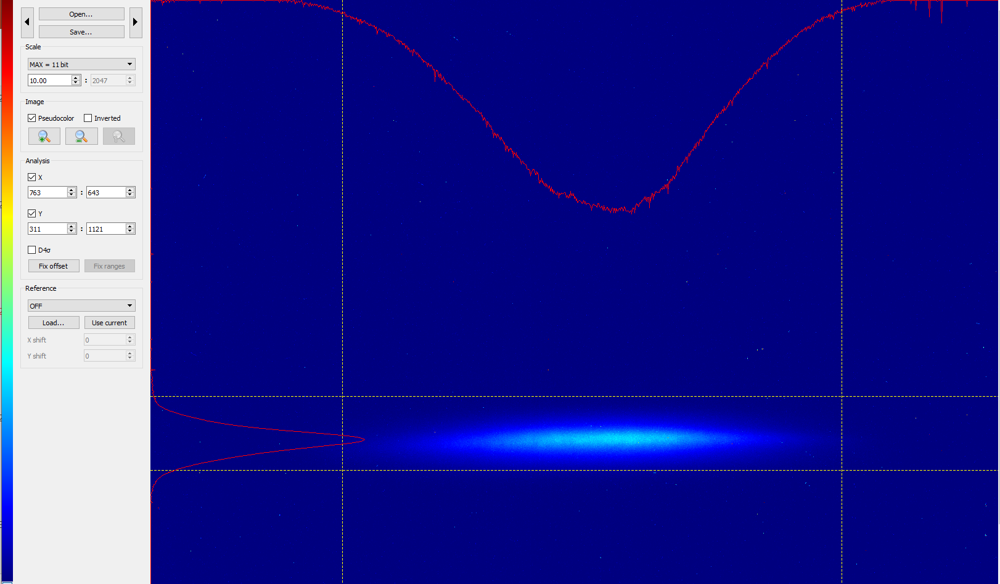 Open...
Save...
Scale
MAX = 11 bit
10.00 : 2047
Image
Pseudocolor Inverted
Analysis
X
763 : 643
Y
311 : 1121
D4σ
Fix offset Fix ranges
Reference
OFF
Load... Use current
X shift 0
Y shift 0